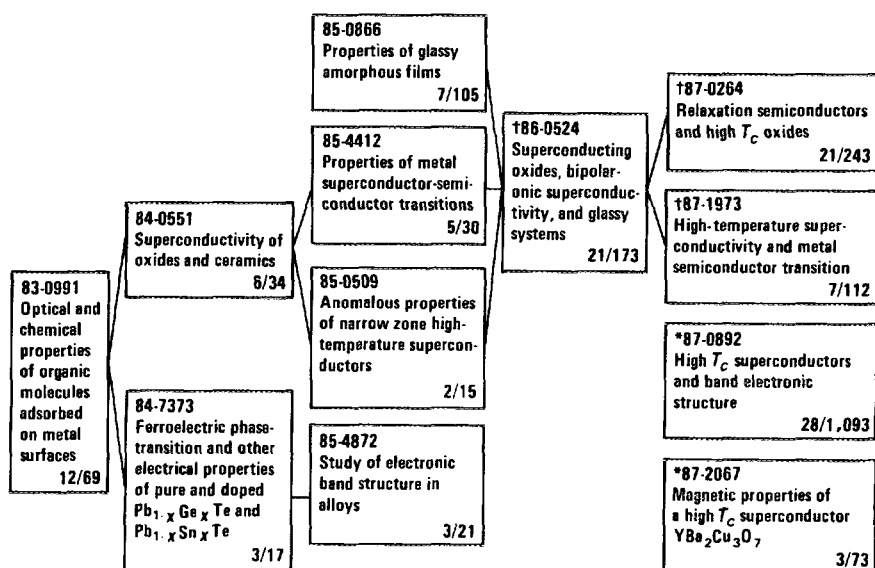 83-0991
Optical and
chemical
properties
of organic
molecules
adsorbed
on metal
surfaces
12/69
84-0551
Superconductivity of
oxides and ceramics
6/34
84-7373
Ferroelectric phase-
transition and other
electrical properties
of pure and doped
Pb₁₋ₓGeₓTe and
Pb₁₋ₓSnₓTe
3/17
85-0866
Properties of glassy
amorphous films
7/105
85-4412
Properties of metal
superconductor-semi-
conductor transitions
5/30
85-0509
Anomalous properties
of narrow zone high-
temperature supercon-
ductors
2/15
85-4872
Study of electronic
band structure in
alloys
3/21
†86-0524
Superconducting
oxides, bipolar-
onic superconduc-
tivity, and glassy
systems
21/173
†87-0264
Relaxation semiconductors
and high Tc oxides
21/243
†87-1973
High-temperature super-
conductivity and metal
semiconductor transition
7/112
*87-0892
High Tc superconductors
and band electronic
structure
28/1,093
*87-2067
Magnetic properties of
a high Tc superconductor
YBa₂Cu₃O₇
3/73